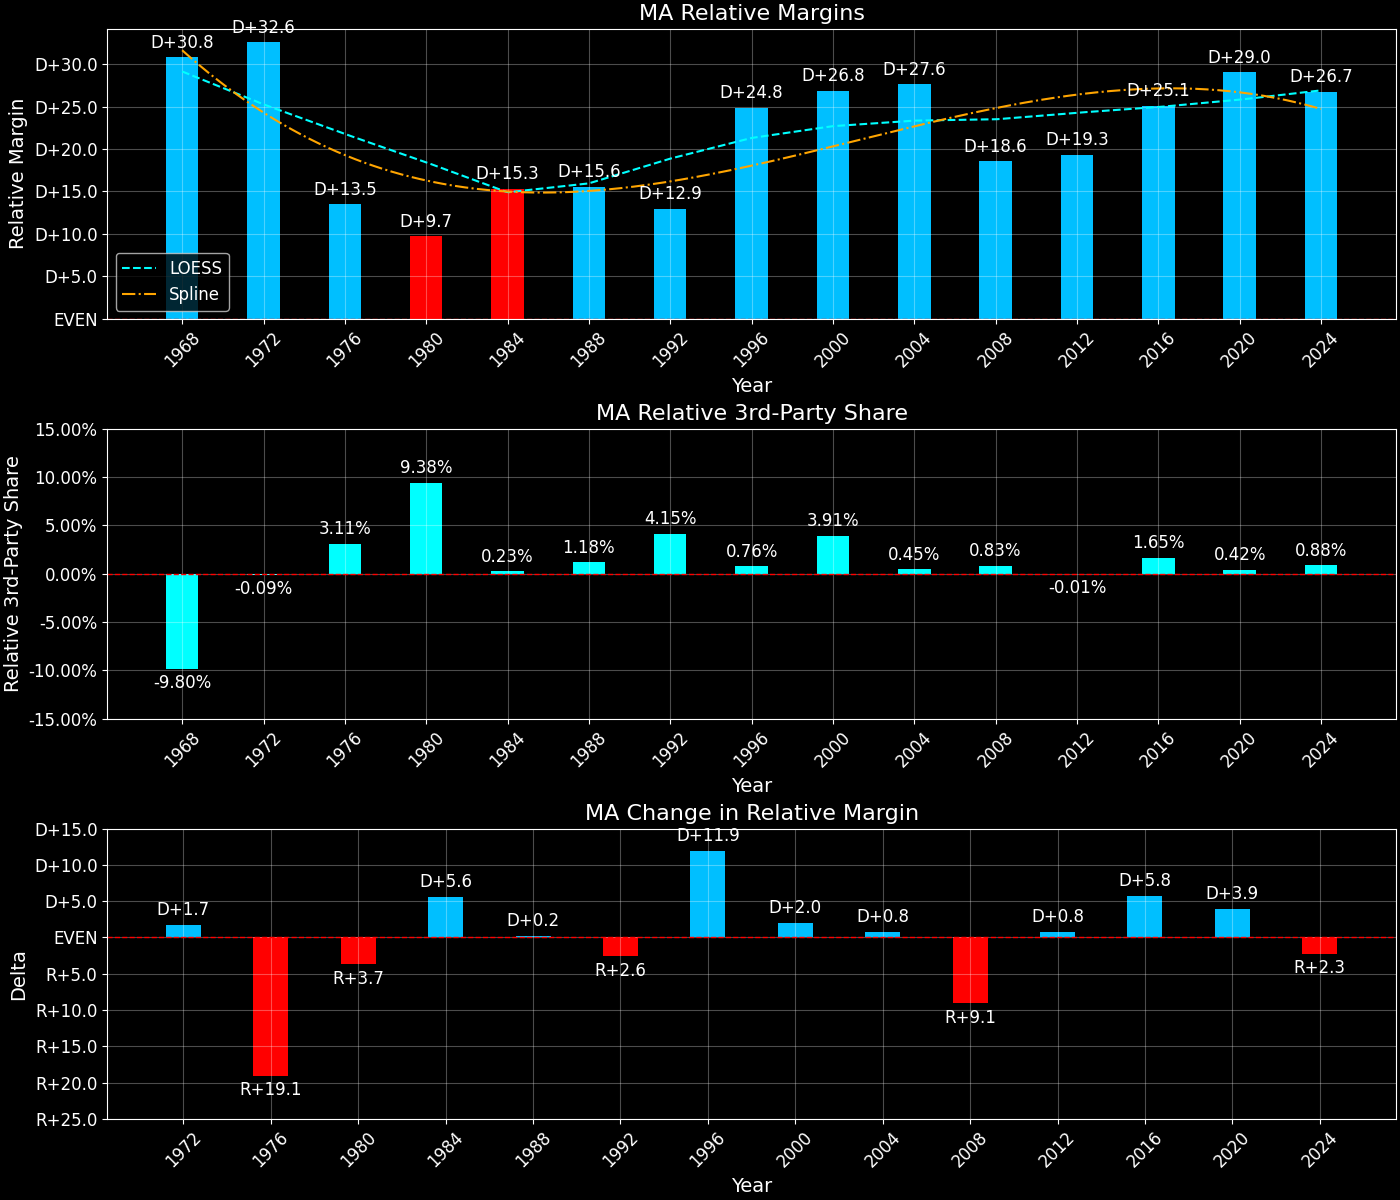 MA Relative Margins
Relative Margin
D+30.0
D+25.0
D+20.0
D+15.0
D+10.0
D+5.0
EVEN
D+30.8
D+32.6
D+13.5
D+9.7
D+15.3
D+15.6
D+12.9
D+24.8
D+26.8
D+27.6
D+18.6
D+19.3
D+25.1
D+29.0
D+26.7
LOESS
Spline
1968
1972
1976
1980
1984
1988
1992
1996
2000
2004
2008
2012
2016
2020
2024
Year
MA Relative 3rd-Party Share
Relative 3rd-Party Share
15.00%
10.00%
5.00%
0.00%
-5.00%
-10.00%
-15.00%
-9.80%
-0.09%
3.11%
9.38%
0.23%
1.18%
4.15%
0.76%
3.91%
0.45%
0.83%
-0.01%
1.65%
0.42%
0.88%
1968
1972
1976
1980
1984
1988
1992
1996
2000
2004
2008
2012
2016
2020
2024
Year
MA Change in Relative Margin
Delta
D+15.0
D+10.0
D+5.0
EVEN
R+5.0
R+10.0
R+15.0
R+20.0
R+25.0
D+1.7
R+19.1
R+3.7
D+5.6
D+0.2
R+2.6
D+11.9
D+2.0
D+0.8
R+9.1
D+0.8
D+5.8
D+3.9
R+2.3
1972
1976
1980
1984
1988
1992
1996
2000
2004
2008
2012
2016
2020
2024
Year